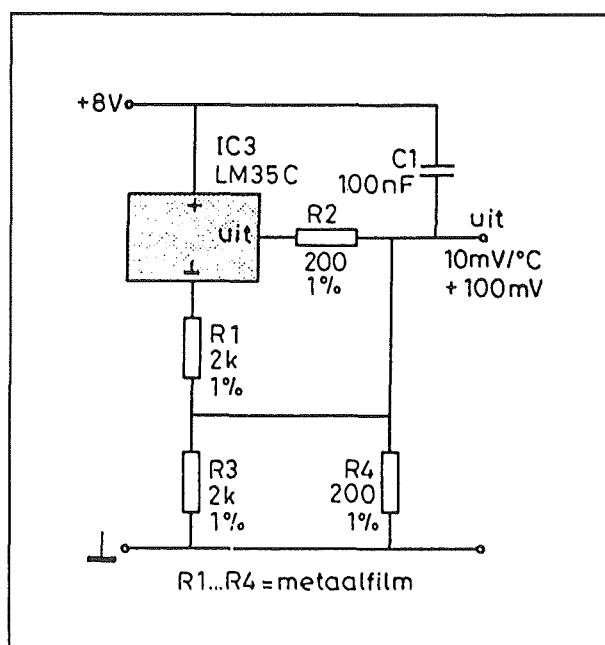 +8V
IC3
LM35C
+
uit
C1
100nF
R2
200
1%
uit
10mV/°C
+100mV
R1
2k
1%
R3
2k
1%
R4
200
1%
R1...R4=metaalfilm